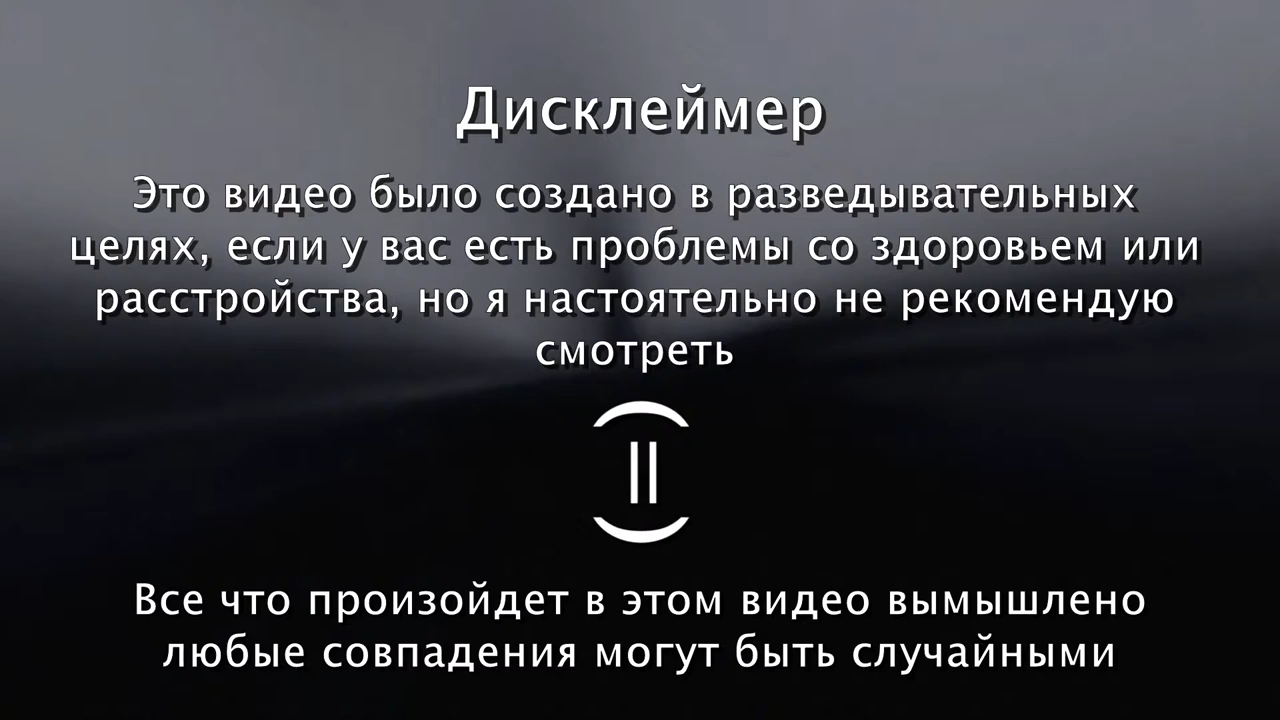 Дисклеймер
Это видео было создано в разведывательных
целях, если у вас есть проблемы со здоровьем или
расстройства, но я настоятельно не рекомендую
смотреть
Все что произойдет в этом видео вымышлено
любые совпадения могут быть случайными